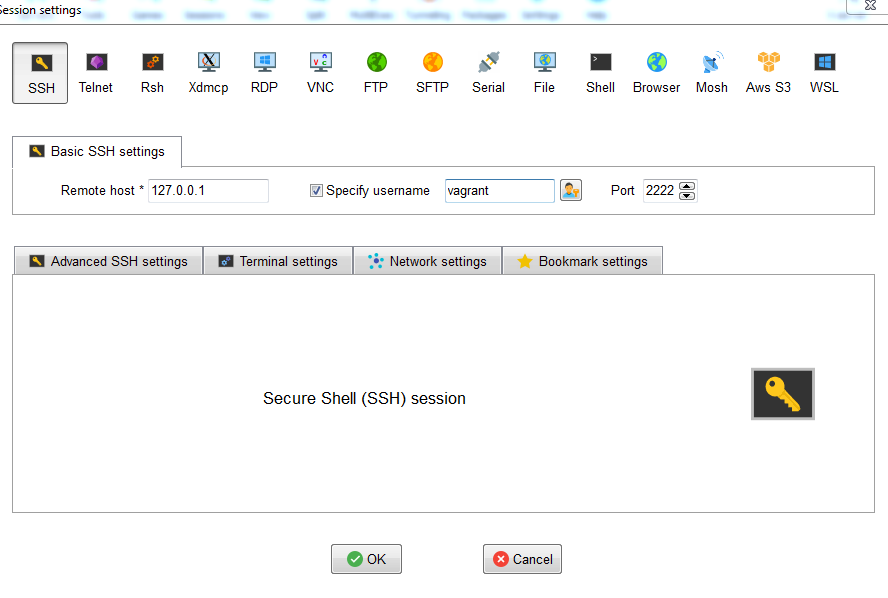 Session settings
SSH Telnet Rsh Xdmcp RDP VNC FTP SFTP Serial File Shell Browser Mosh Aws S3 WSL
Basic SSH settings
Remote host * 127.0.0.1 Specify username vagrant Port 2222
Advanced SSH settings Terminal settings Network settings Bookmark settings
Secure Shell (SSH) session
OK Cancel